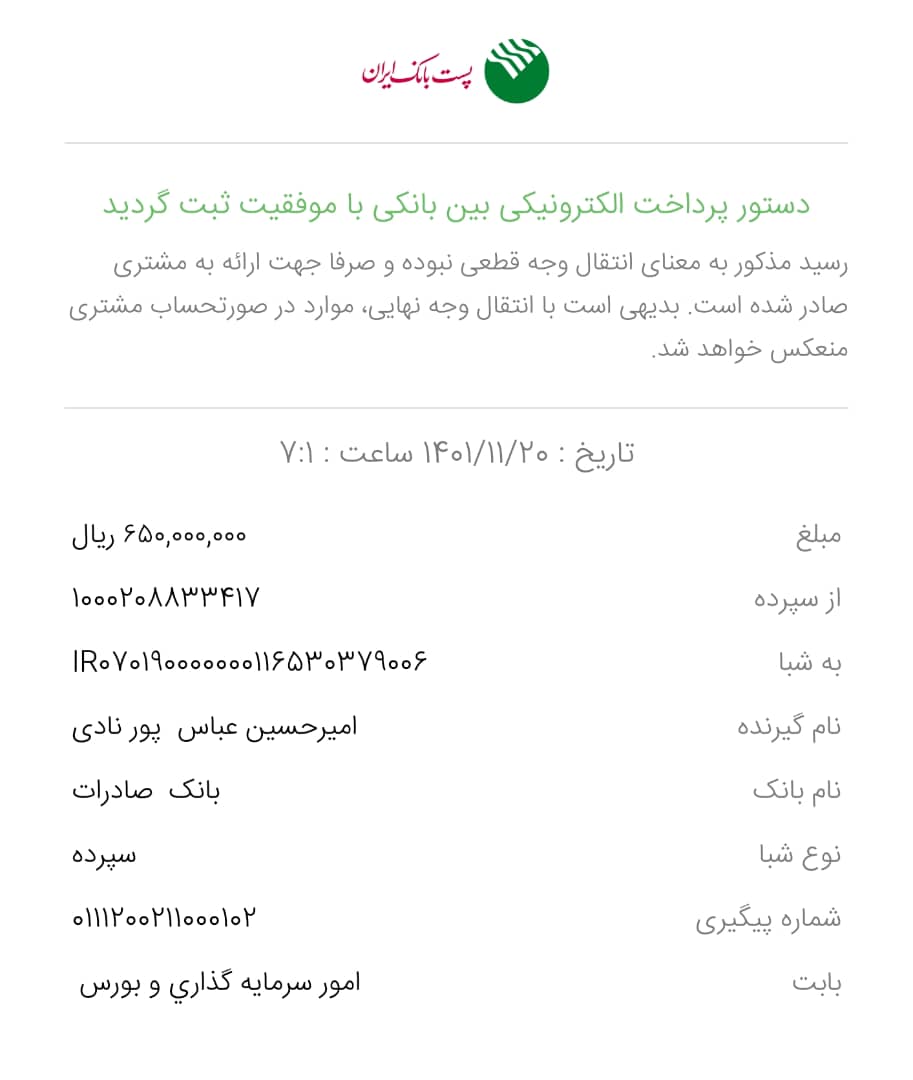 پست بانک ایران
دستور پرداخت الکترونیکی بین بانکی با موفقیت ثبت گردید
رسید مذکور به معنای انتقال وجه قطعی نبوده و صرفا جهت ارائه به مشتری
صادر شده است. بدیهی است با انتقال وجه نهایی، موارد در صورتحساب مشتری
منعکس خواهد شد.
تاریخ : ۱۴۰۱/۱۱/۲۰ ساعت : ۷:۱
مبلغ ۶۵۰,۰۰۰,۰۰۰ ریال
از سپرده ۱۰۰۰۲۰۸۸۳۳۴۱۷
به شبا IR۰۷۰۱۹۰۰۰۰۰۰۰۱۱۶۵۳۰۳۷۹۰۰۶
نام گیرنده امیرحسین عباس پور نادی
نام بانک بانک صادرات
نوع شبا سپرده
شماره پیگیری ۰۱۱۱۲۰۰۲۱۱۰۰۰۱۰۲
بابت امور سرمایه گذاري و بورس